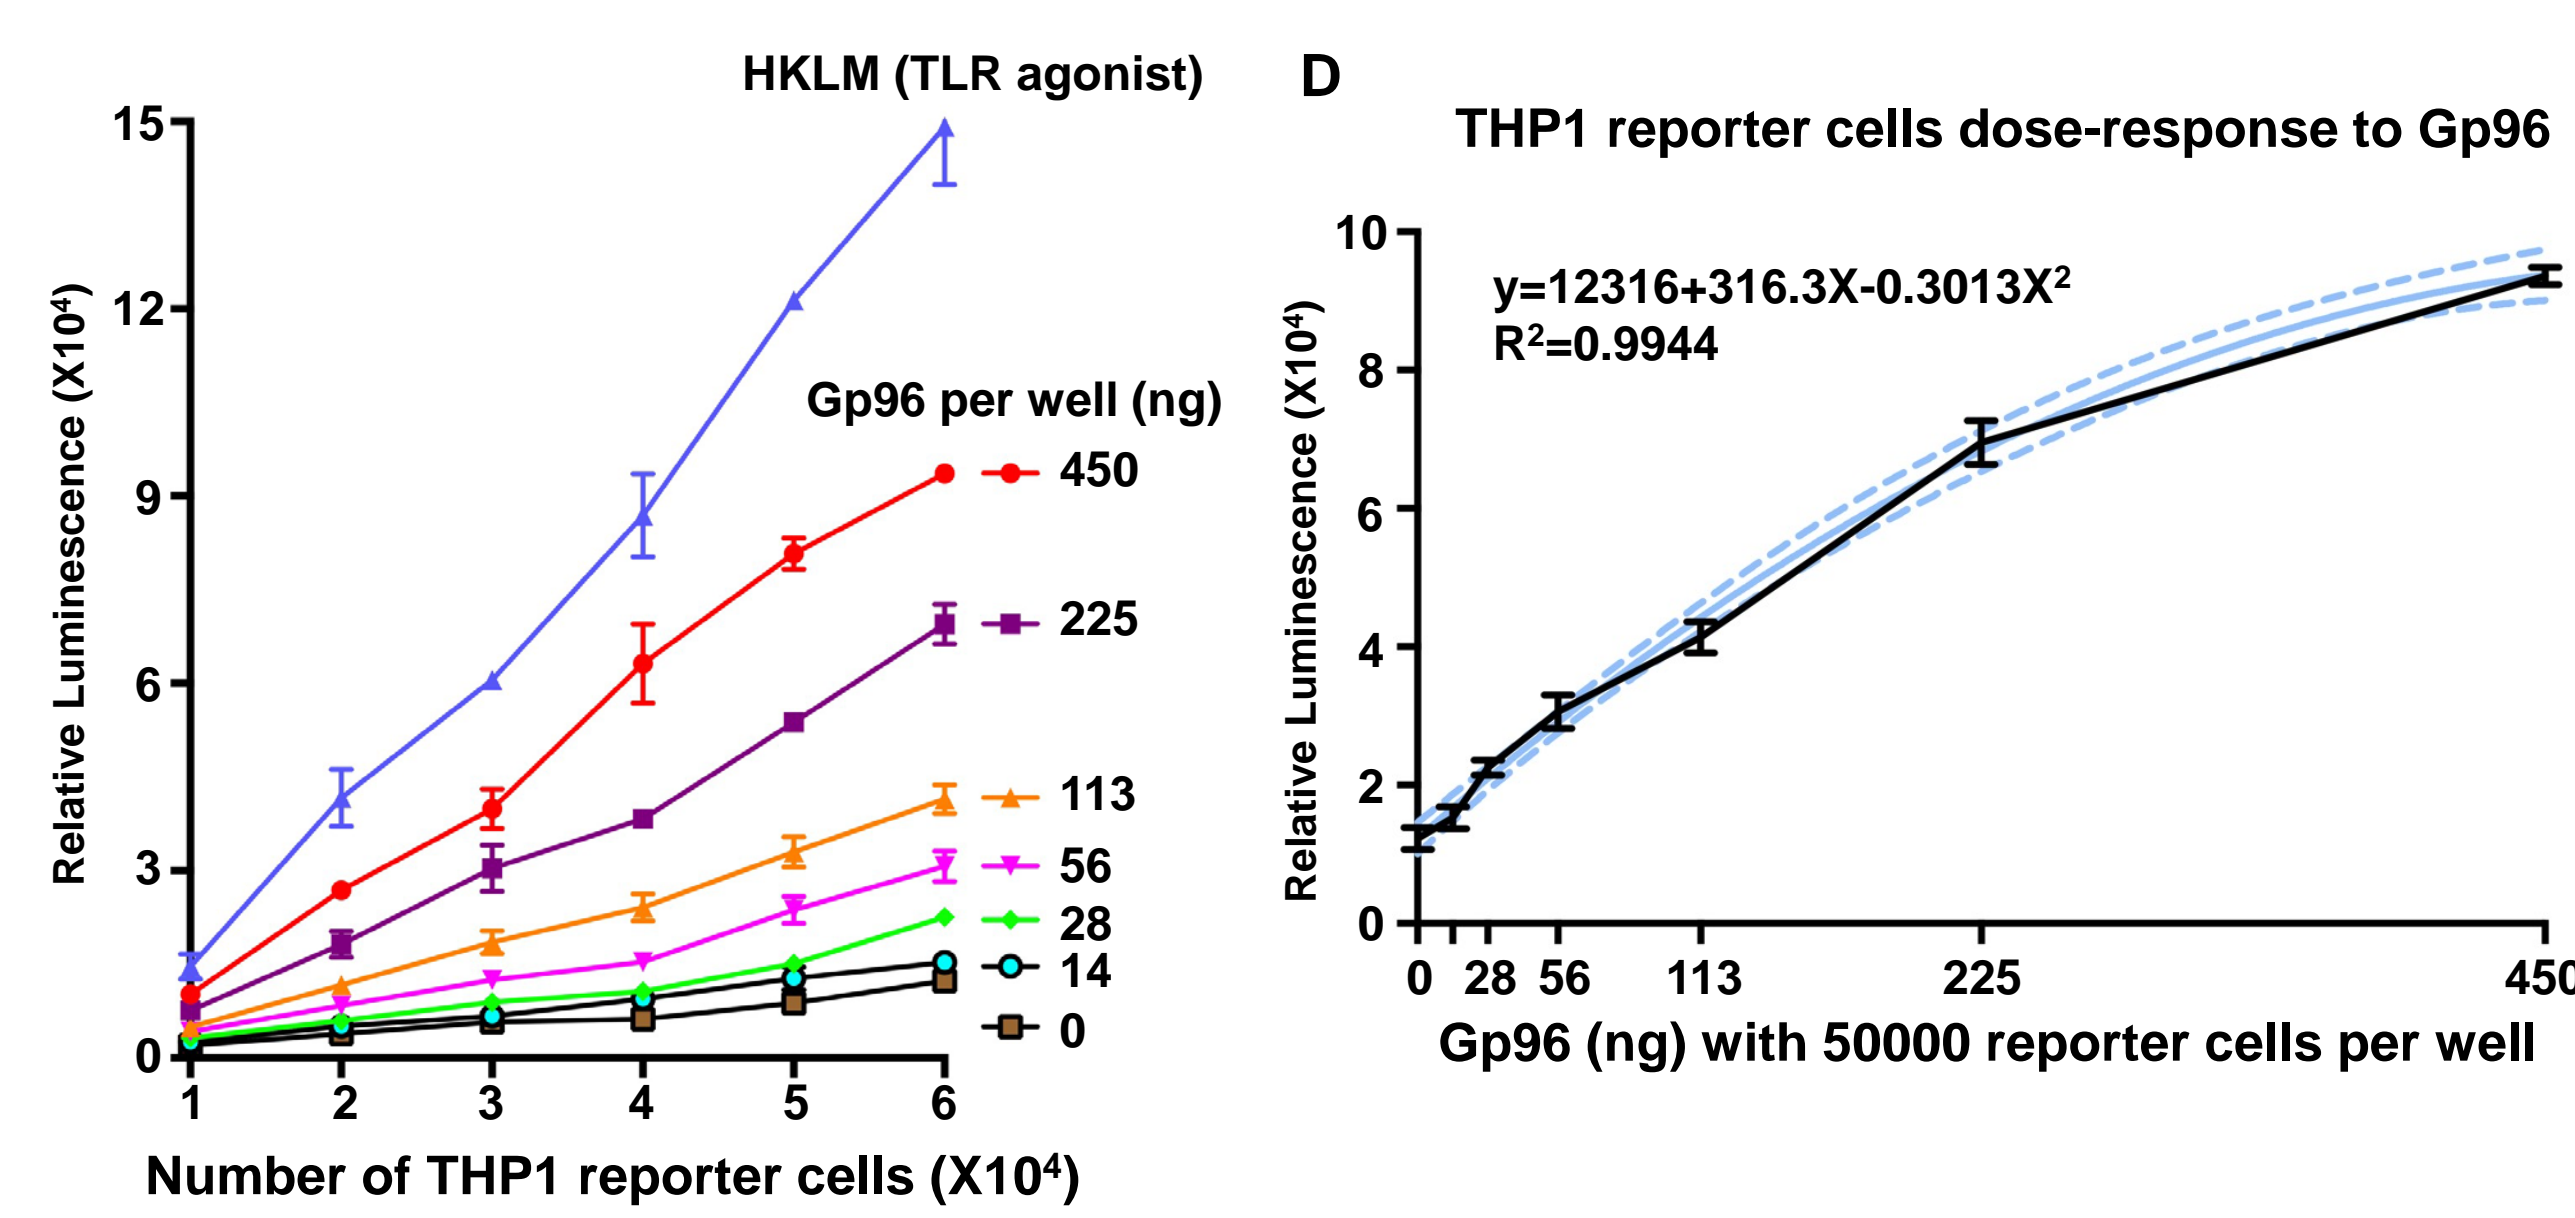 HKLM (TLR agonist)
15
12
9
6
3
0
Relative Luminescence (X10⁴)
Gp96 per well (ng)
450
225
113
56
28
14
0
1 2 3 4 5 6
Number of THP1 reporter cells (X10⁴)
D
THP1 reporter cells dose-response to Gp96
y=12316+316.3X-0.3013X²
R²=0.9944
10
8
6
4
2
0
Relative Luminescence (X10⁴)
0 28 56 113 225 450
Gp96 (ng) with 50000 reporter cells per well